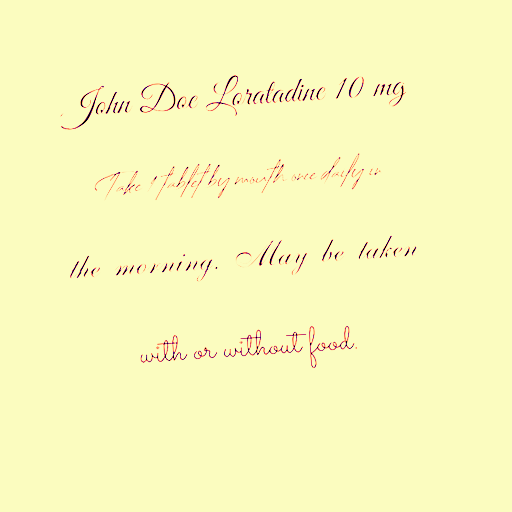 John Doe Loratadine 10 mg
Take 1 tablet by mouth once daily in
the morning. May be taken
with or without food.